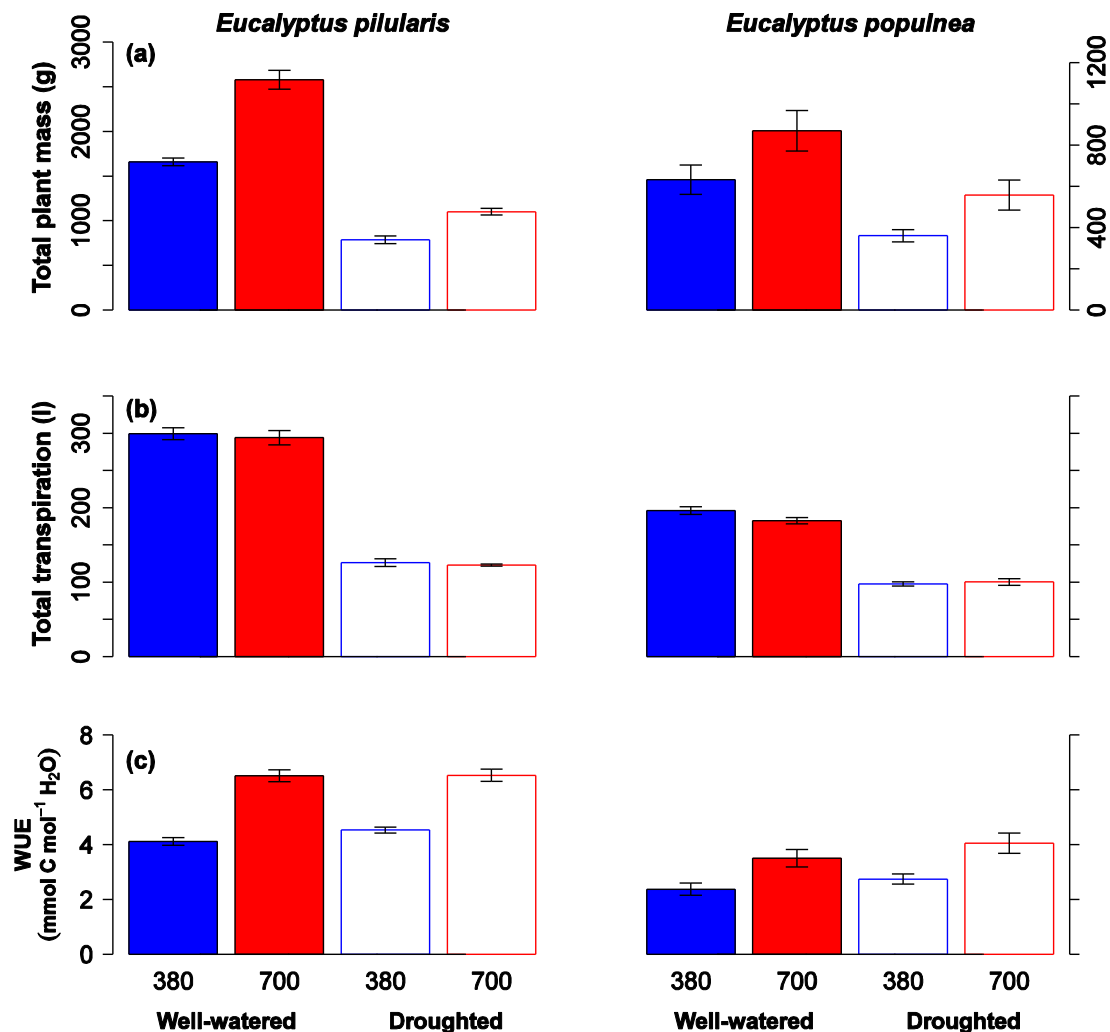 Eucalyptus pilularis
Eucalyptus populnea
(a)
Total plant mass (g)
3000
2000
1000
0
1200
800
400
0
(b)
Total transpiration (l)
300
200
100
0
(c)
WUE
(mmol C mol⁻¹ H₂O)
8
6
4
2
0
380 700 380 700 380 700 380 700
Well-watered Droughted Well-watered Droughted